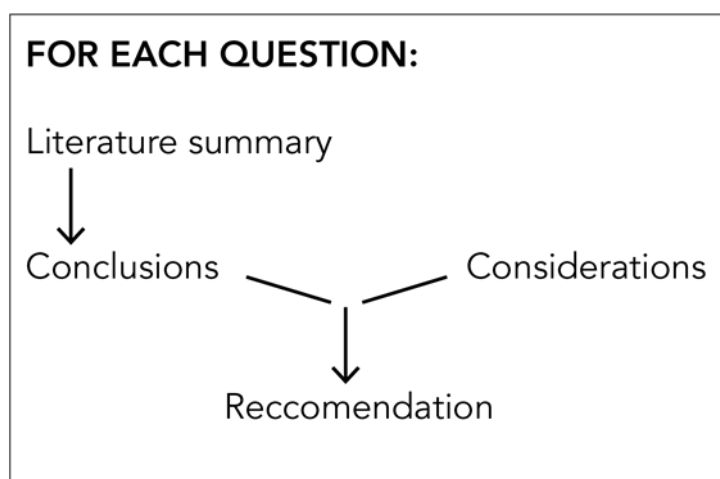 FOR EACH QUESTION:
Literature summary
Conclusions
Considerations
Reccomendation